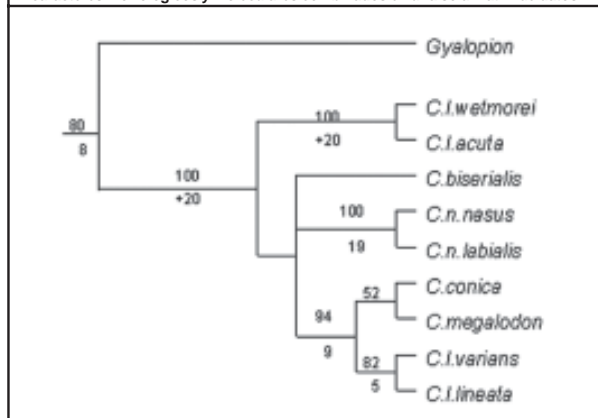 Gyalopion
80
8
C.l.wetmorei
100
+20
C.l.acuta
100
+20
C.biserialis
C.n.nasus
100
19
C.n.labialis
C.conica
52
C.megalodon
94
9
C.l.varians
82
5
C.l.lineata